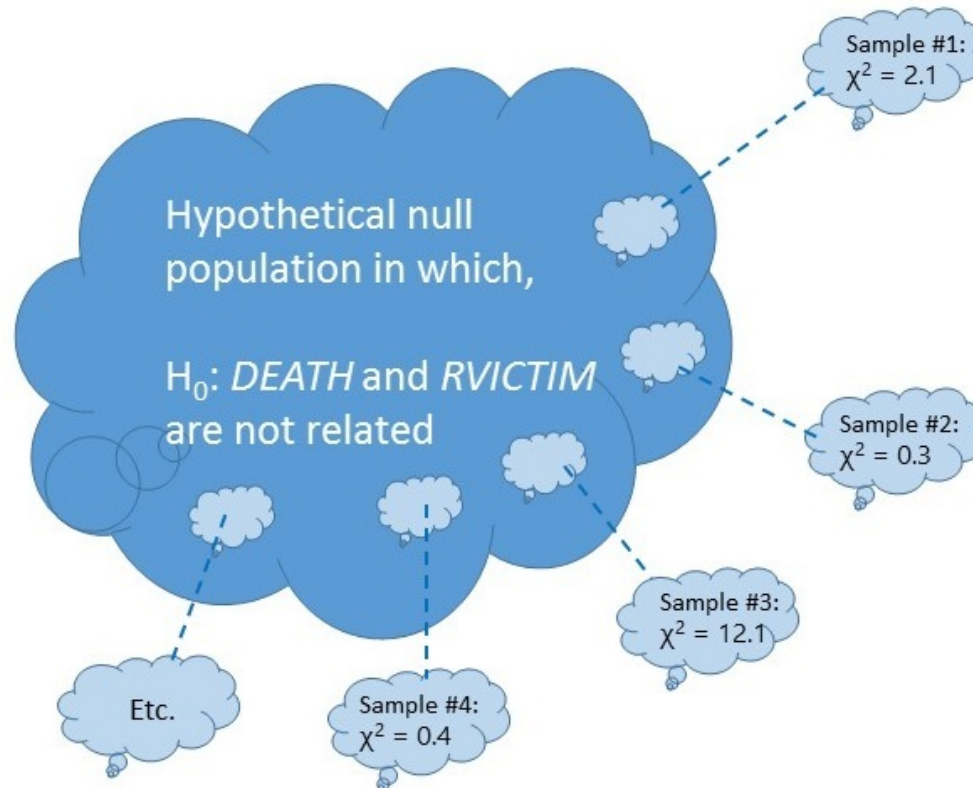 Sample #1:
χ² = 2.1
Hypothetical null
population in which,
H₀: DEATH and RVICTIM
are not related
Sample #2:
χ² = 0.3
Sample #3:
χ² = 12.1
Sample #4:
χ² = 0.4
Etc.